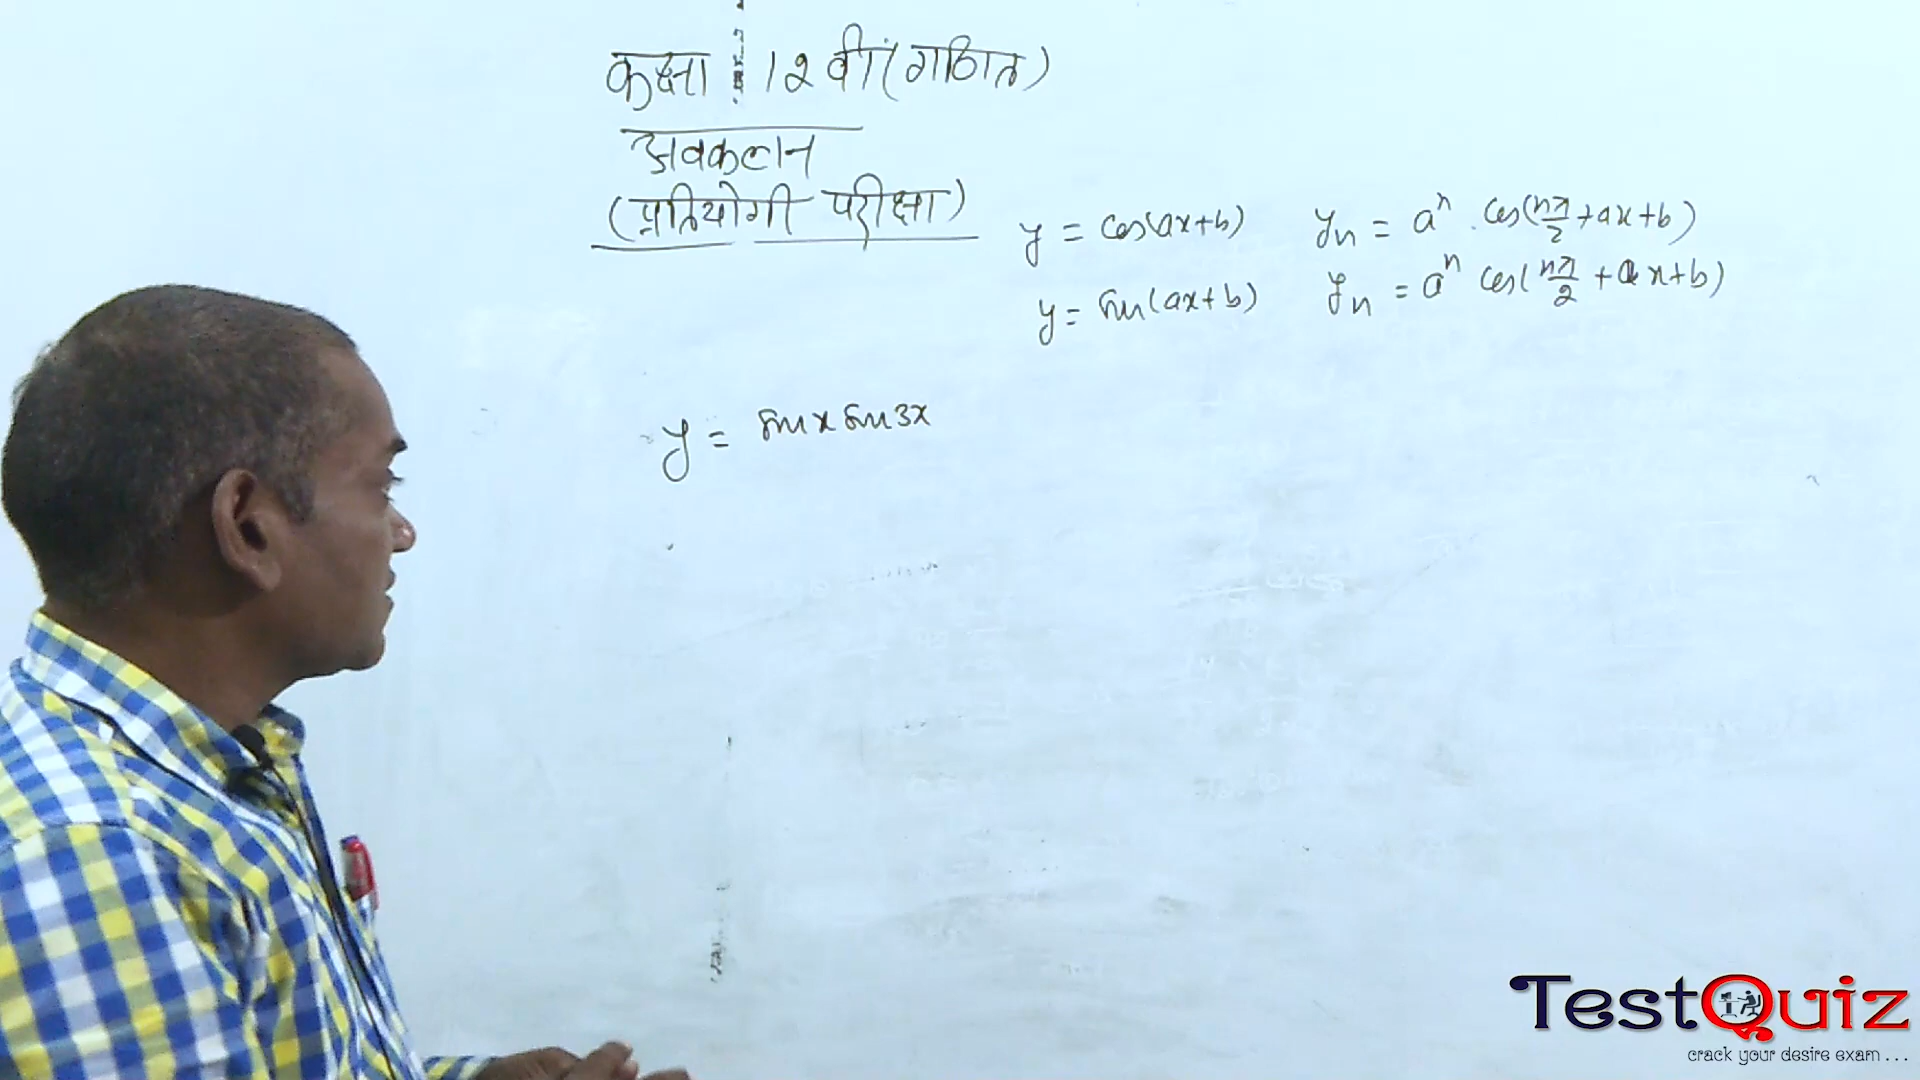 कक्षा 12 वीं (गणित)
अवकलन
(प्रतियोगी परीक्षा)
y = cos(ax+b) yn = a^n . cos(nπ/2 + ax+b)
y = sin(ax+b) yn = a^n cos(nπ/2 + ax+b)
y = sinx sin3x
TestQuiz
crack your desire exam . . .